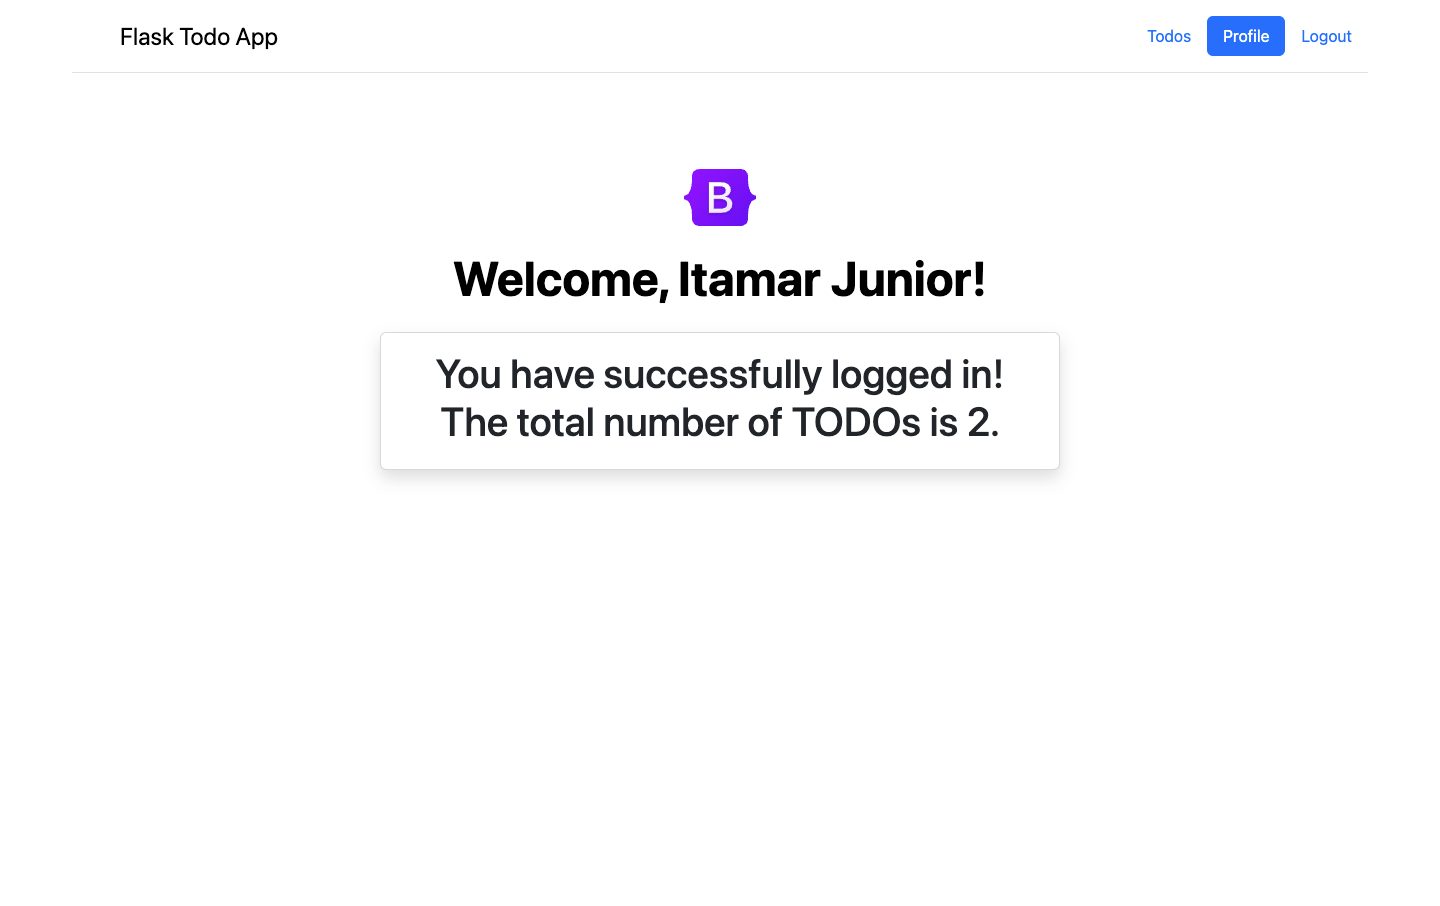 Flask Todo App
Todos
Profile
Logout
B
Welcome, Itamar Junior!
You have successfully logged in!
The total number of TODOs is 2.